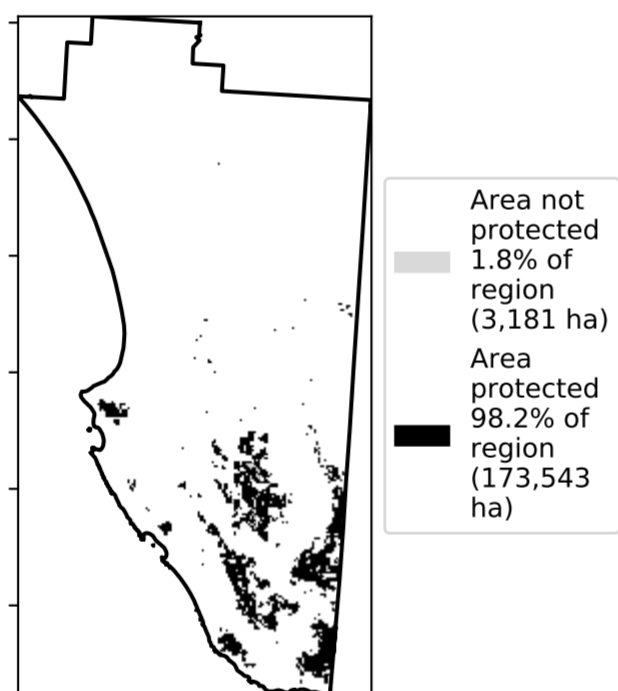 Area not
protected
1.8% of
region
(3,181 ha)
Area
protected
98.2% of
region
(173,543
ha)